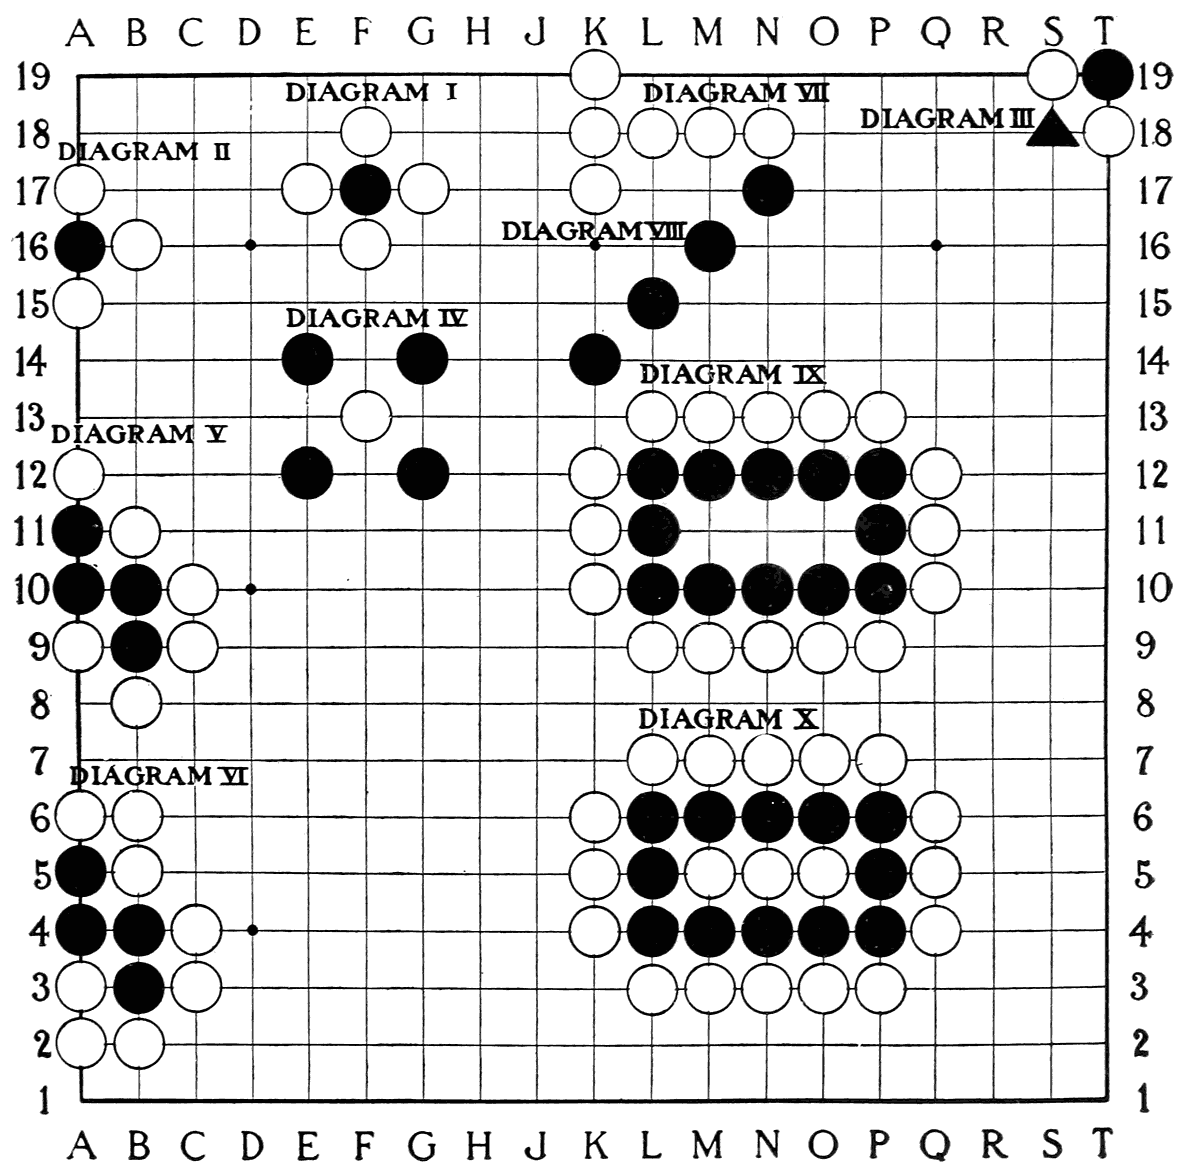 A B C D E F G H J K L M N O P Q R S T
19 19
DIAGRAM I DIAGRAM VII
18 DIAGRAM III 18
DIAGRAM II
17 17
DIAGRAM VIII
16 16
15 15
DIAGRAM IV
14 14
DIAGRAM IX
13 13
DIAGRAM V
12 12
11 11
10 10
9 9
8 8
DIAGRAM X
7 7
DIAGRAM VI
6 6
5 5
4 4
3 3
2 2
1 1
A B C D E F G H J K L M N O P Q R S T